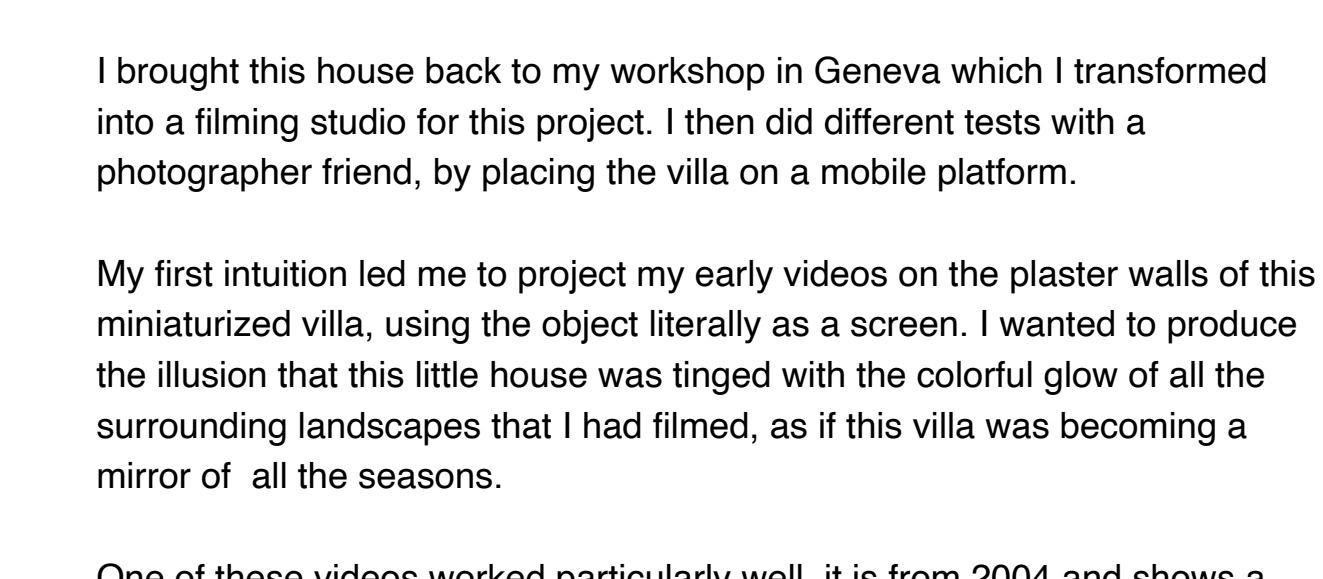 I brought this house back to my workshop in Geneva which I transformed
into a filming studio for this project. I then did different tests with a
photographer friend, by placing the villa on a mobile platform.
My first intuition led me to project my early videos on the plaster walls of this
miniaturized villa, using the object literally as a screen. I wanted to produce
the illusion that this little house was tinged with the colorful glow of all the
surrounding landscapes that I had filmed, as if this villa was becoming a
mirror of  all the seasons.
One of these videos worked particularly well, it is from 2004 and shows a